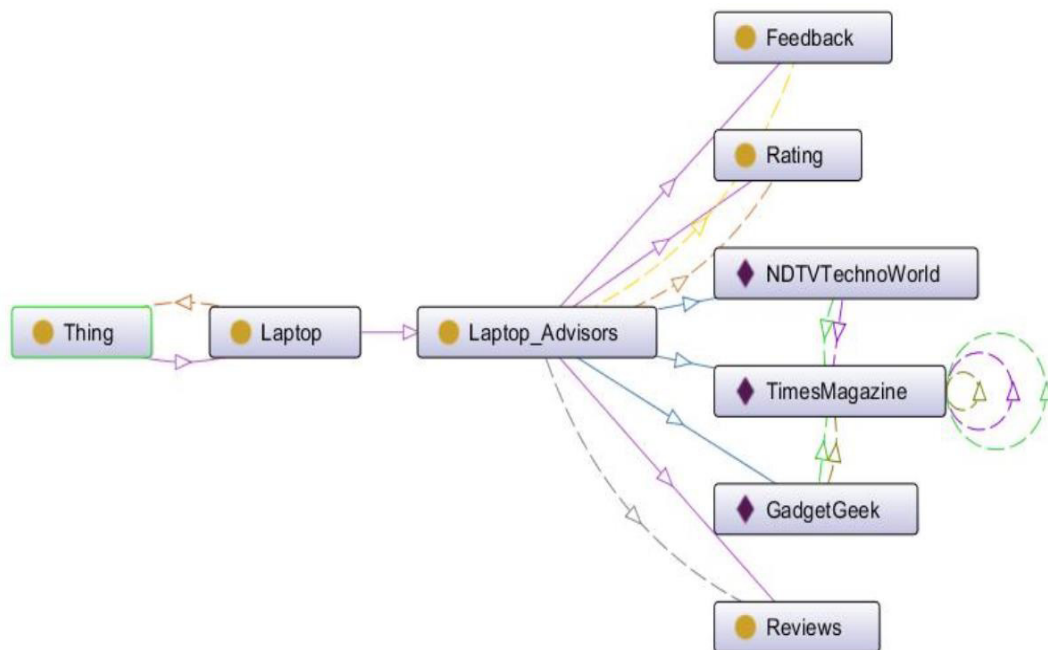 Feedback
Rating
NDTVTechnoWorld
Thing
Laptop
Laptop_Advisors
TimesMagazine
GadgetGeek
Reviews